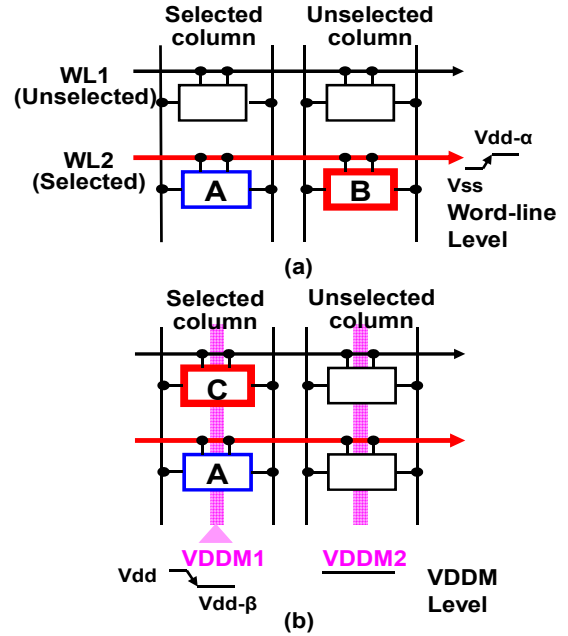 Selected column
Unselected column
WL1
(Unselected)
WL2
(Selected)
A
B
Vdd-α
Vss
Word-line
Level
(a)
Selected column
Unselected column
C
A
VDDM1
VDDM2
Vdd
Vdd-β
VDDM
Level
(b)